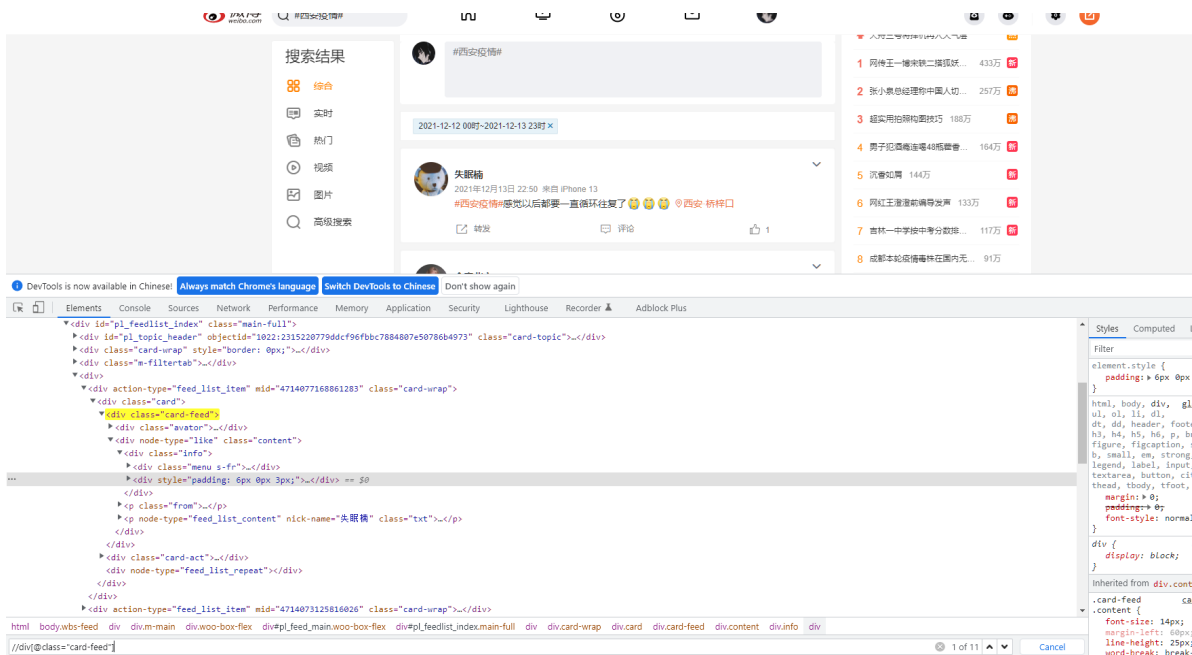 weibo.com
#西安疫情#
搜索结果
综合
实时
热门
视频
图片
高级搜索
#西安疫情#
2021-12-12 00时~2021-12-13 23时 ×
失眠楠
2021年12月13日 22:50 来自 iPhone 13
#西安疫情#感觉以后都要一直循环往复了 西安·桥梓口
转发
评论
1
1 网传王一博宋轶二搭狐妖... 433万 新
2 张小泉总经理称中国人切... 257万 沸
3 超实用拍照构图技巧 188万 沸
4 男子犯酒瘾连喝48瓶藿香... 164万 新
5 沉香如屑 144万 新
6 网红王澄澄前编导发声 133万 新
7 吉林一中学按中考分数排... 117万 新
8 成都本轮疫情毒株在国内无... 91万
DevTools is now available in Chinese! Always match Chrome's language Switch DevTools to Chinese Don't show again
Elements Console Sources Network Performance Memory Application Security Lighthouse Recorder Adblock Plus
<div id="pl_feedlist_index" class="main-full">
<div id="pl_topic_header" objectid="1022:2315220779ddcf96fbbc7884807e50786b4973" class="card-topic">…</div>
<div class="card-wrap" style="border: 0px;">…</div>
<div class="m-filtertab">…</div>
<div>
<div action-type="feed_list_item" mid="4714077168861283" class="card-wrap">
<div class="card">
<div class="card-feed">
<div class="avator">…</div>
<div node-type="like" class="content">
<div class="info">
<div class="menu s-fr">…</div>
<div style="padding: 6px 0px 3px;">…</div> == $0
</div>
<p class="from">…</p>
<p node-type="feed_list_content" nick-name="失眠楠" class="txt">…</p>
</div>
</div>
<div class="card-act">…</div>
<div node-type="feed_list_repeat"></div>
</div>
</div>
<div action-type="feed_list_item" mid="4714073125816026" class="card-wrap">…</div>
html body.wbs-feed div div.m-main div.woo-box-flex div#pl_feed_main.woo-box-flex div#pl_feedlist_index.main-full div div.card-wrap div.card div.card-feed div.content div.info div
//div[@class="card-feed"]
1 of 11 Cancel
Styles Computed
Filter
element.style {
padding: 6px 0px
}
html, body, div,
ul, ol, li, dl,
dt, dd, header,
h3, h4, h5, h6, p,
figure, figcaption,
b, small, em, strong,
legend, label, input,
textarea, button,
thead, tbody, tfoot,
margin: 0;
padding: 0;
font-style: normal
}
div {
display: block;
}
Inherited from div.cont
.card-feed
.content {
font-size: 14px;
margin-left: 60px;
line-height: 25px;